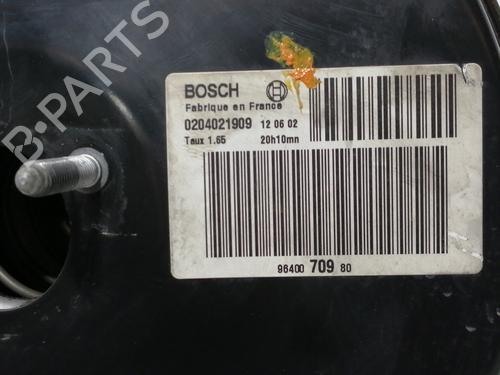 B-PARTS
BOSCH
Fabrique en France
0204021909 12 06 02
Taux 1.65 20h10mn
96400 709 80